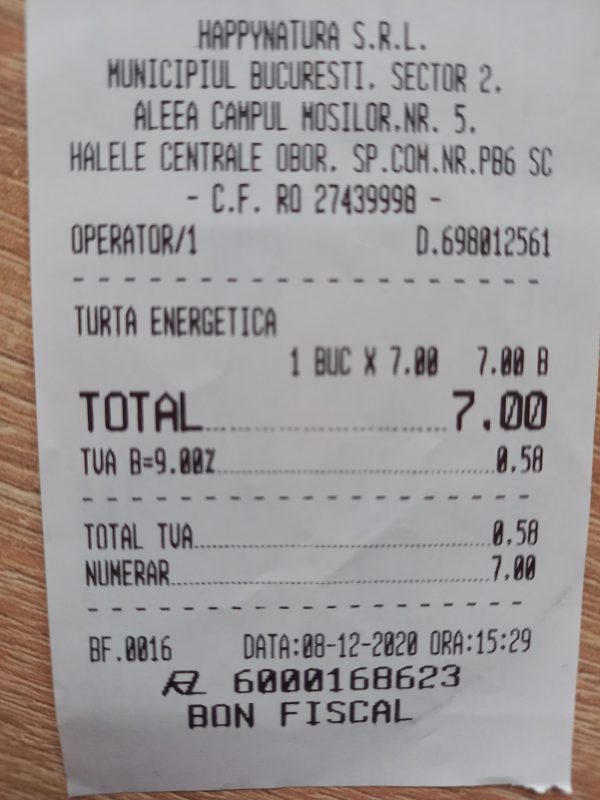 HAPPYNATURA S.R.L.
MUNICIPIUL BUCURESTI. SECTOR 2.
ALEEA CAMPUL MOSILOR.NR. 5.
HALELE CENTRALE OBOR. SP.COM.NR.PB6 SC
- C.F. RO 27439998 -
OPERATOR/1 D.698012561
TURTA ENERGETICA
1 BUC X 7.00 7.00 B
TOTAL 7,00
TVA B=9.00% 0,58
TOTAL TVA 0,58
NUMERAR 7,00
BF.0016 DATA:08-12-2020 ORA:15:29
6000168623
BON FISCAL